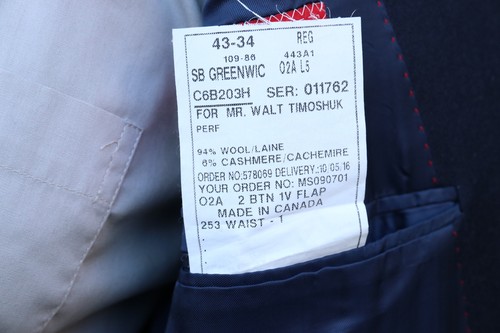 43-34 REG
109-86 443A1
SB GREENWIC O2A L5
C6B203H SER: 011762
FOR MR. WALT TIMOSHUK
PERF
94% WOOL/LAINE
6% CASHMERE/CACHEMIRE
ORDER NO:578069 DELIVERY:10.05.16
YOUR ORDER NO: MS090701
O2A 2 BTN 1V FLAP
MADE IN CANADA
253 WAIST - 1